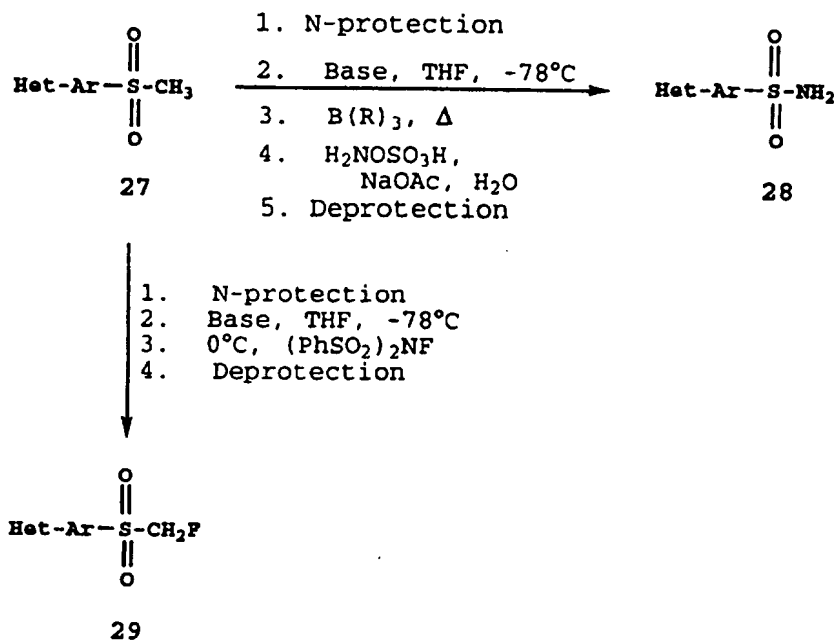 1. N-protection
2. Base, THF, -78°C
3. B(R)3, Δ
4. H2NOSO3H,
NaOAc, H2O
5. Deprotection
O
Het-Ar-S-CH3
O
27
O
Het-Ar-S-NH2
O
28
1. N-protection
2. Base, THF, -78°C
3. 0°C, (PhSO2)2NF
4. Deprotection
O
Het-Ar-S-CH2F
O
29